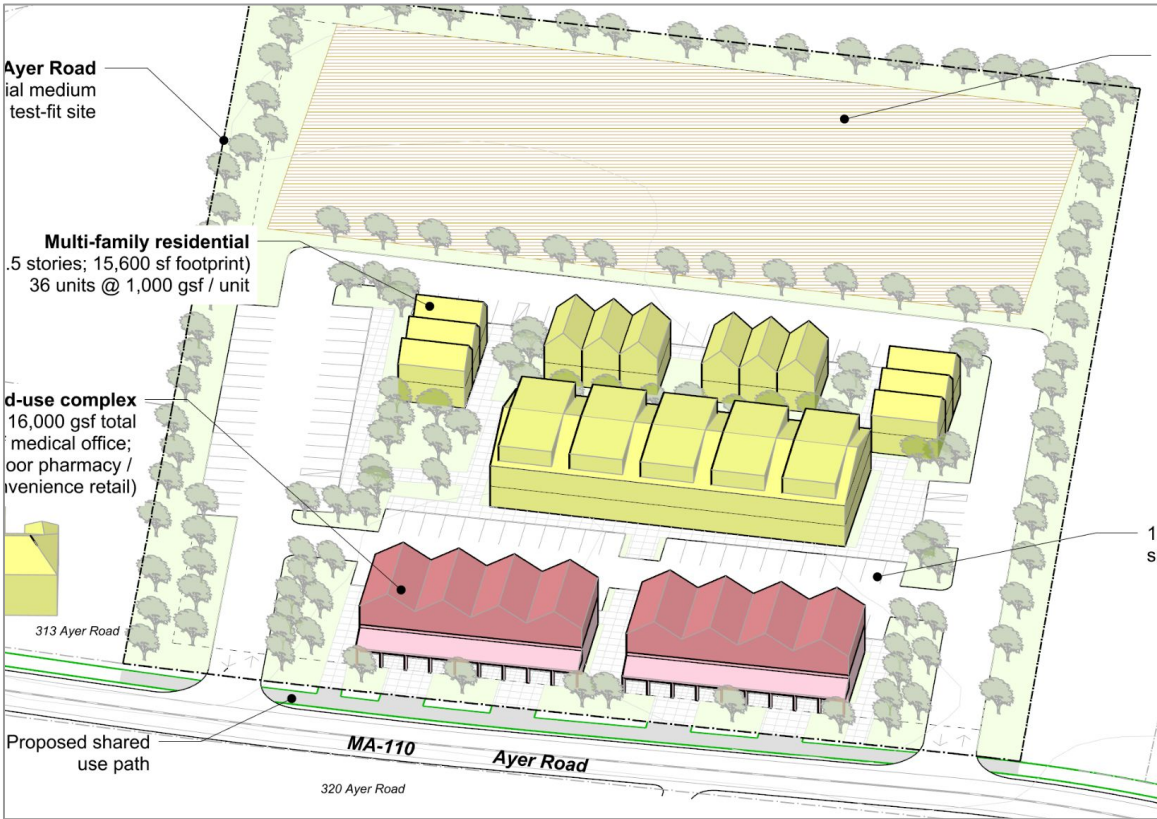 Ayer Road
ial medium
test-fit site
Multi-family residential
.5 stories; 15,600 sf footprint)
36 units @ 1,000 gsf / unit
d-use complex
16,000 gsf total
medical office;
oor pharmacy /
nvenience retail)
1
s
313 Ayer Road
Proposed shared
use path
MA-110
Ayer Road
320 Ayer Road